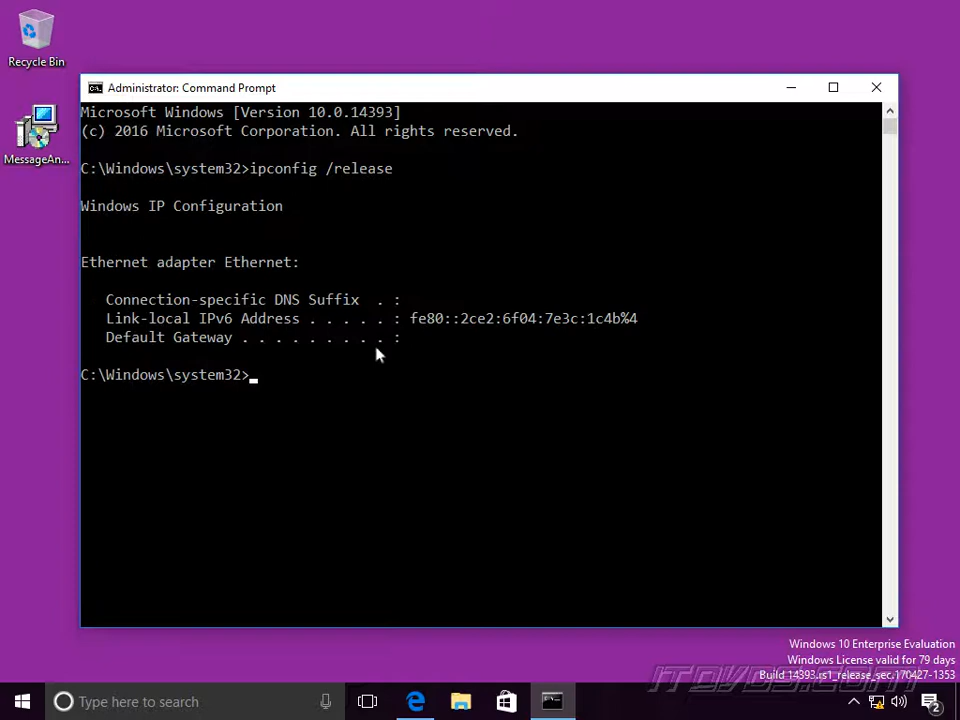 Recycle Bin
MessageAn...
Administrator: Command Prompt
Microsoft Windows [Version 10.0.14393]
(c) 2016 Microsoft Corporation. All rights reserved.
C:\Windows\system32>ipconfig /release
Windows IP Configuration
Ethernet adapter Ethernet:
Connection-specific DNS Suffix  . :
Link-local IPv6 Address . . . . . : fe80::2ce2:6f04:7e3c:1c4b%4
Default Gateway . . . . . . . . . :
C:\Windows\system32>
Windows 10 Enterprise Evaluation
Windows License valid for 79 days
Build 14393.rs1_release_sec.170427-1353
ITDVDS.COM
Type here to search
2